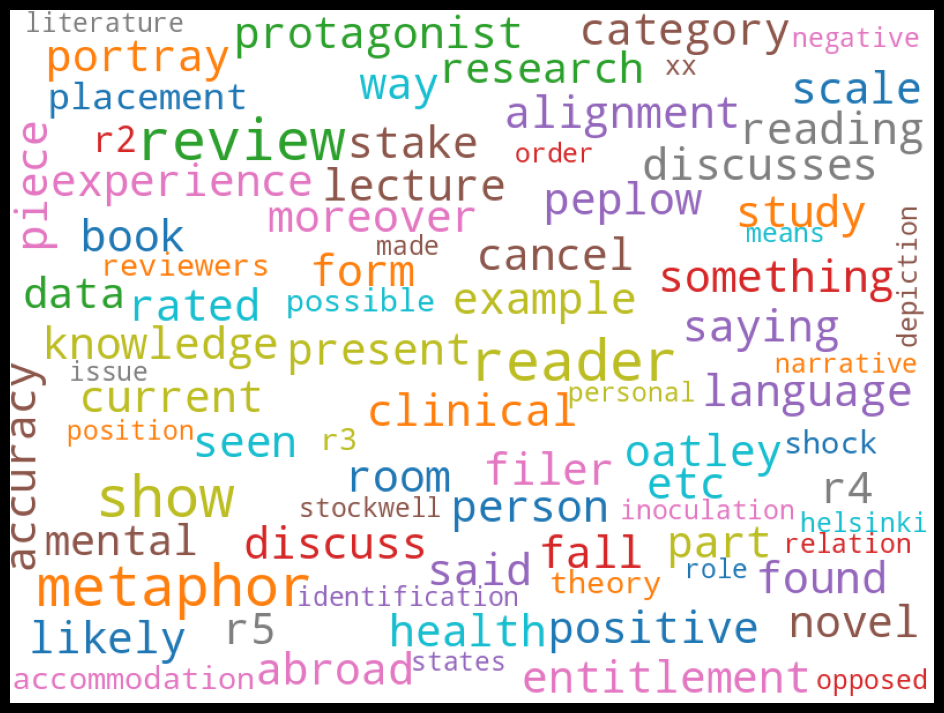 literature protagonist category negative
portray research xx
placement way scale
r2 review stake alignment reading
order discusses
piece experience lecture peplow study
moreover means
book made cancel depiction
reviewers form something
data rated possible example saying
knowledge present reader narrative
issue personal language
accuracy current clinical
position seen r3 oatley shock
room filer etc r4
show stockwell person inoculation helsinki
mental discuss fall part relation
metaphor said theory role found
identification
likely r5 health positive novel
accommodation abroad states entitlement opposed